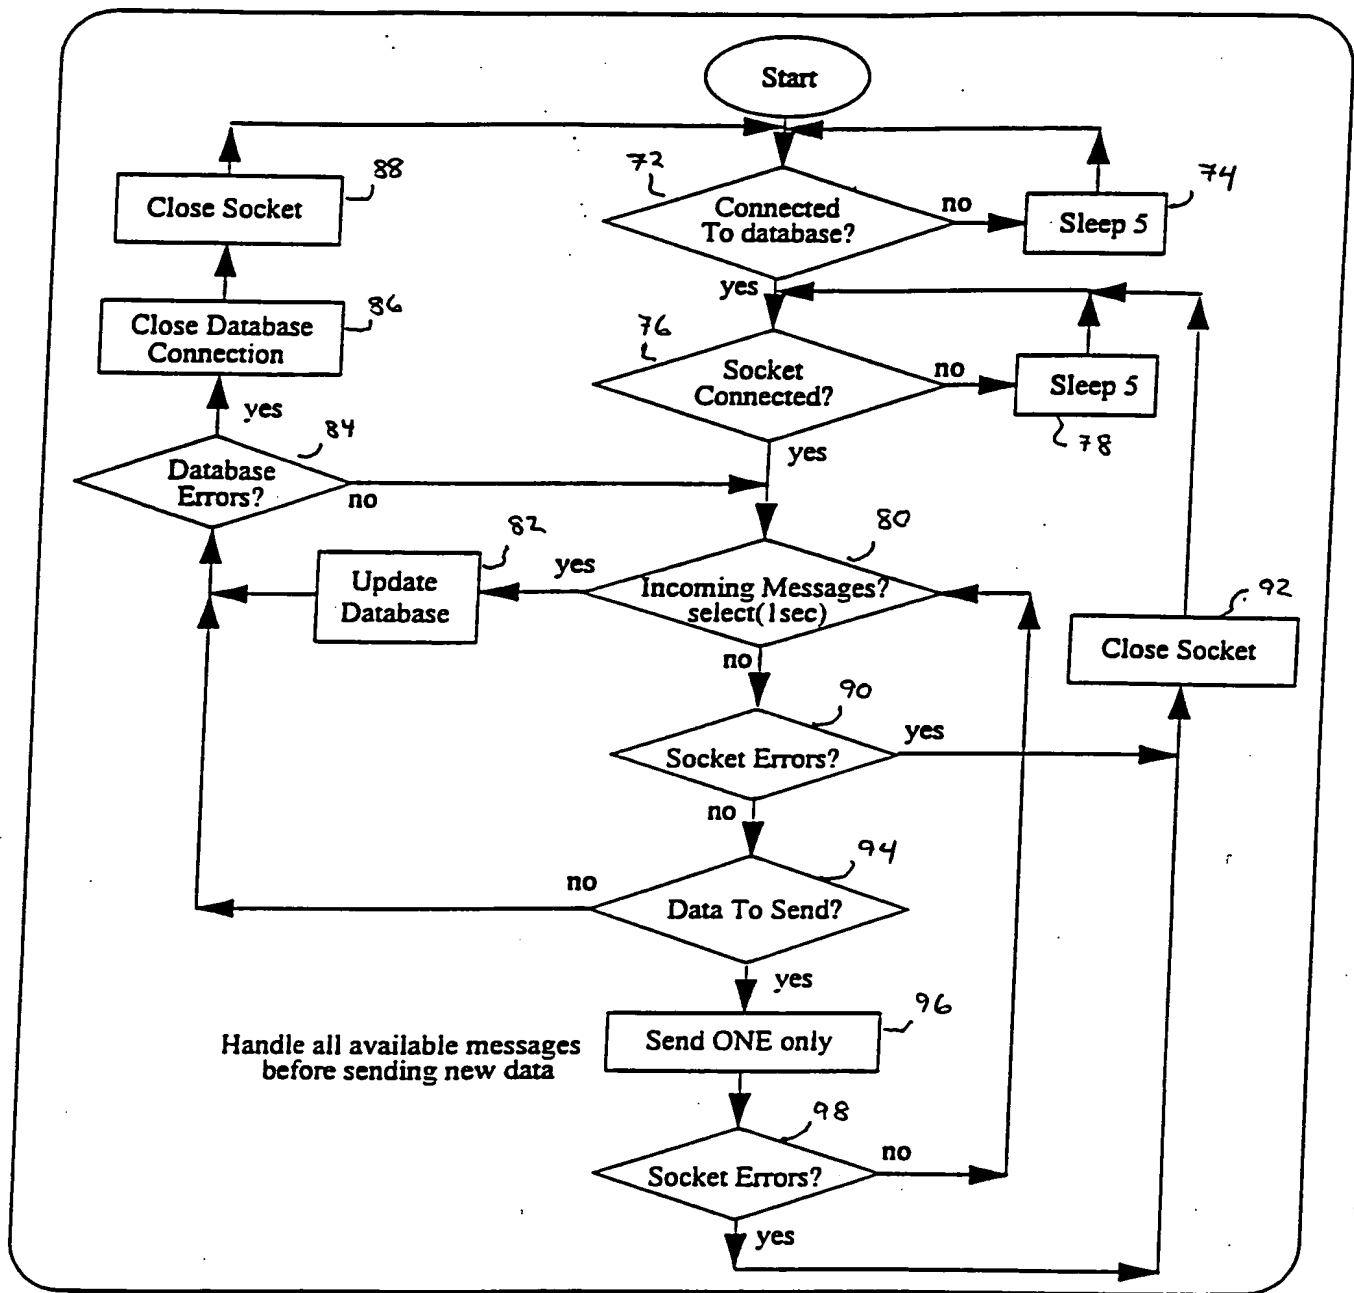 Start
72
Connected
To database?
no
Sleep 5
74
88
Close Socket
yes
86
Close Database
Connection
76
Socket
Connected?
no
Sleep 5
78
yes
84
Database
Errors?
no
yes
82
Update
Database
yes
80
Incoming Messages?
select(1sec)
no
92
Close Socket
90
Socket Errors?
yes
no
94
Data To Send?
no
yes
96
Send ONE only
Handle all available messages
before sending new data
98
Socket Errors?
no
yes